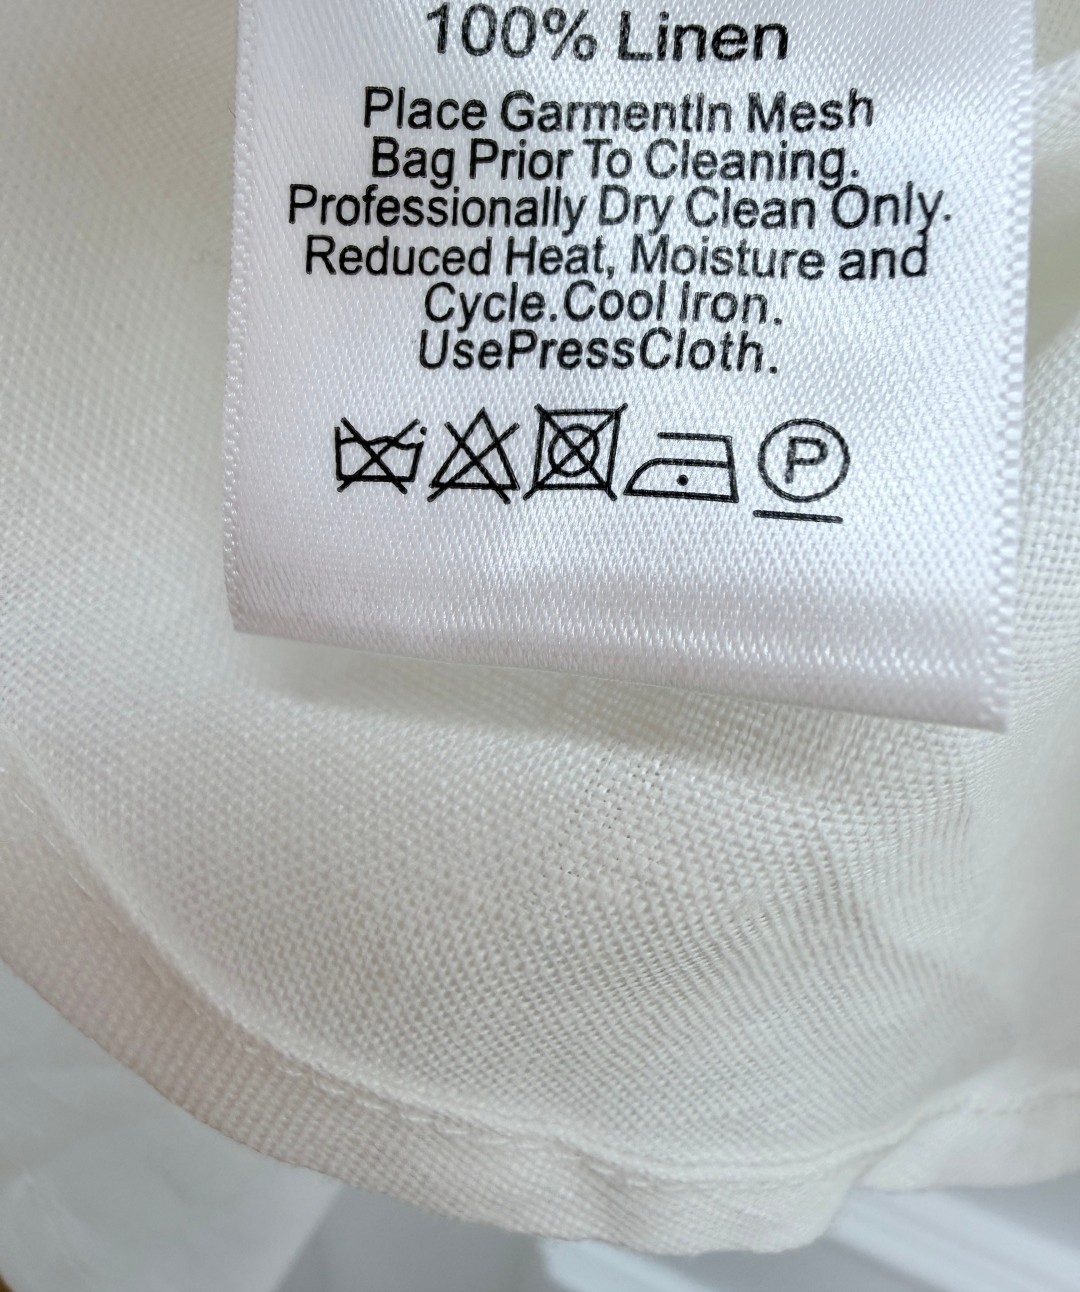 100% Linen
Place GarmentIn Mesh
Bag Prior To Cleaning.
Professionally Dry Clean Only.
Reduced Heat, Moisture and
Cycle.Cool Iron.
UsePressCloth.
P